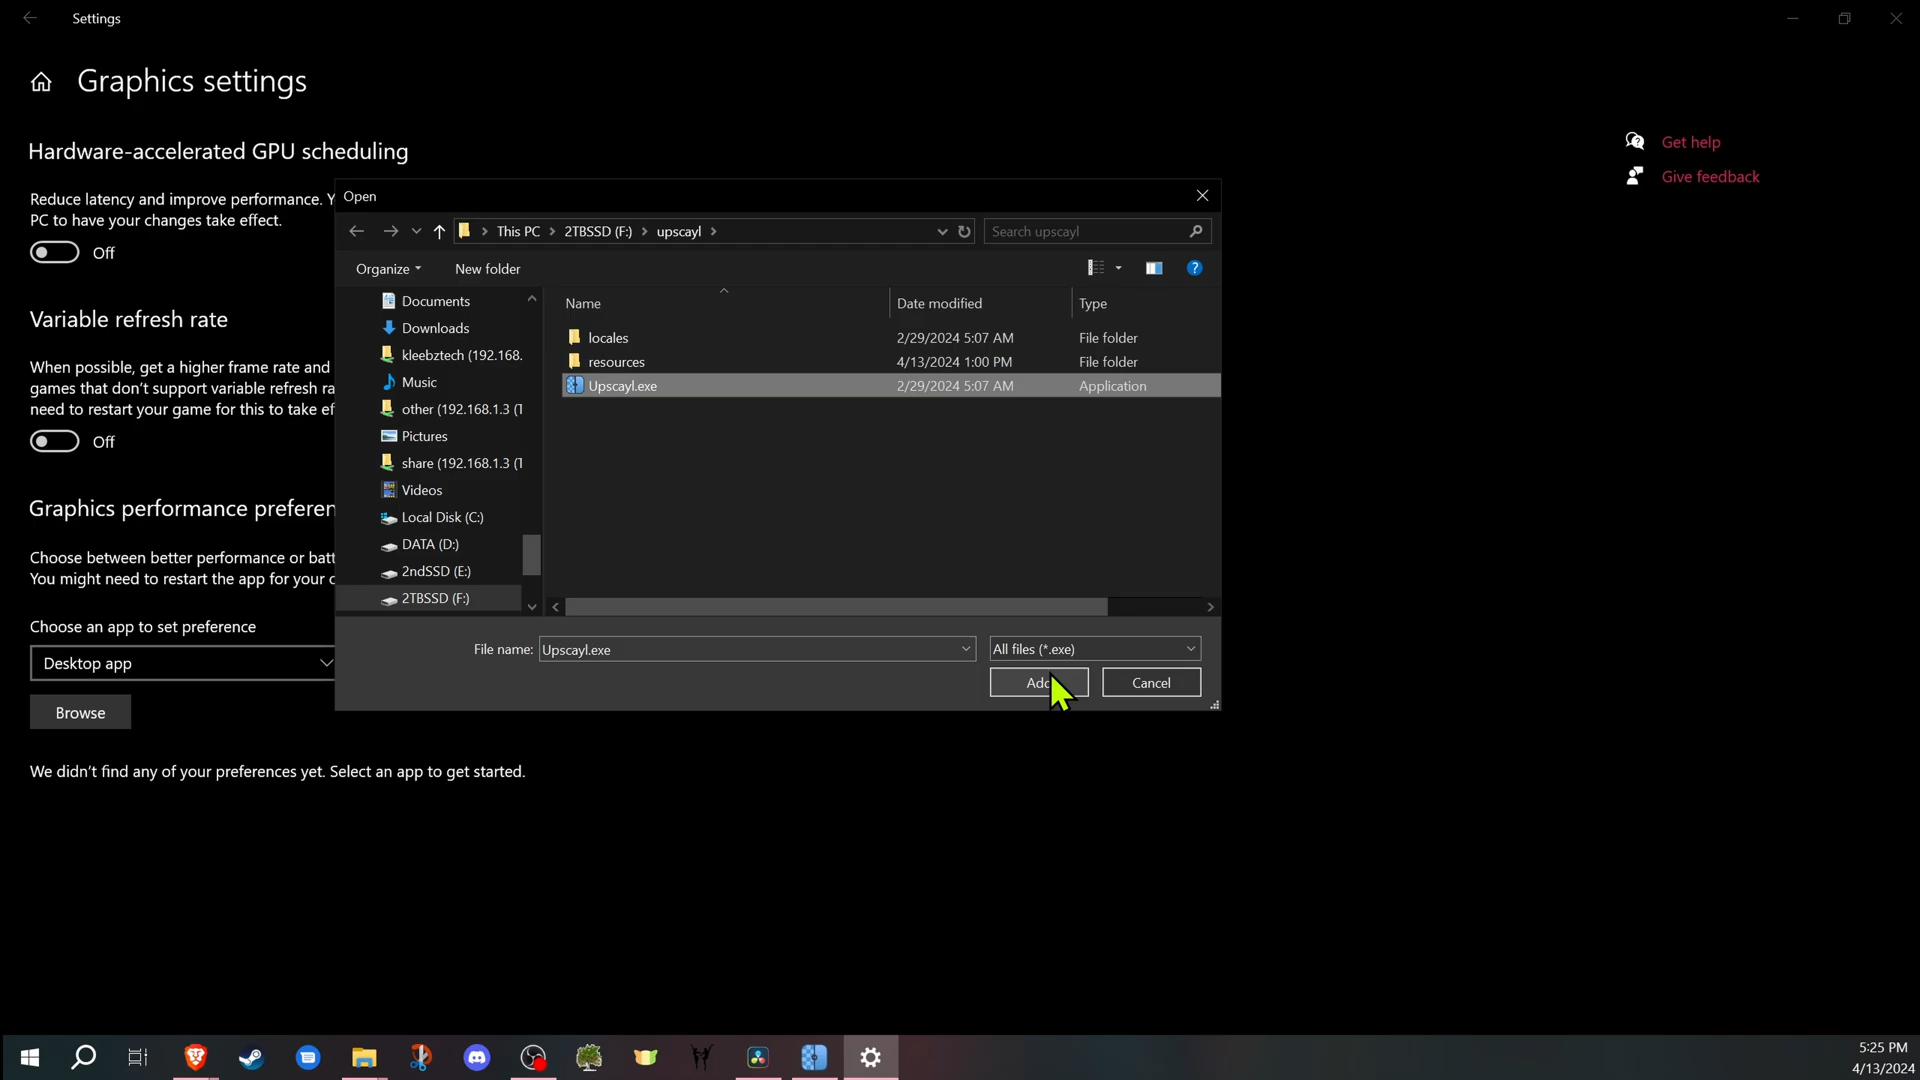 Settings
Graphics settings
Hardware-accelerated GPU scheduling
Reduce latency and improve performance. Y
PC to have your changes take effect.
Off
Variable refresh rate
When possible, get a higher frame rate and
games that don't support variable refresh ra
need to restart your game for this to take ef
Off
Graphics performance preferen
Choose between better performance or batt
You might need to restart the app for your c
Choose an app to set preference
Desktop app
Browse
We didn't find any of your preferences yet. Select an app to get started.
Get help
Give feedback
Open
This PC > 2TBSSD (F:) > upscayl >
Search upscayl
Organize
New folder
Documents
Downloads
kleebztech (192.168.
Music
other (192.168.1.3 (T
Pictures
share (192.168.1.3 (T
Videos
Local Disk (C:)
DATA (D:)
2ndSSD (E:)
2TBSSD (F:)
Name Date modified Type
locales 2/29/2024 5:07 AM File folder
resources 4/13/2024 1:00 PM File folder
Upscayl.exe 2/29/2024 5:07 AM Application
File name: Upscayl.exe
All files (*.exe)
Add
Cancel
5:25 PM
4/13/2024